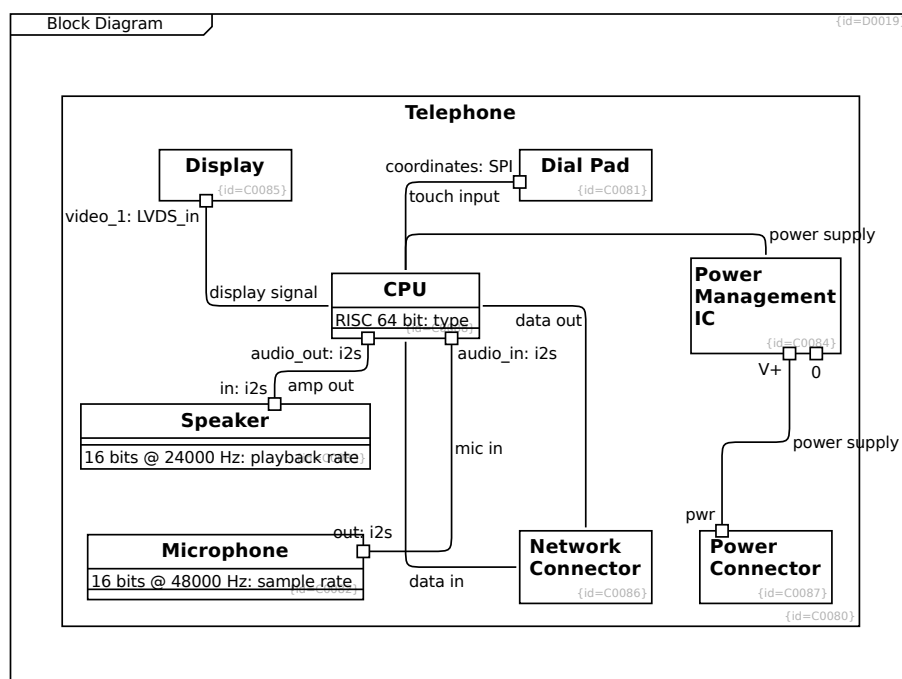 Block Diagram
{id=D0019}
Telephone
Display
{id=C0085}
video_1: LVDS_in
coordinates: SPI
Dial Pad
{id=C0081}
touch input
power supply
display signal
CPU
RISC 64 bit: type
data out
Power
Management
IC
{id=C0084}
audio_out: i2s
audio_in: i2s
V+
0
in: i2s
amp out
Speaker
16 bits @ 24000 Hz: playback rate
mic in
power supply
pwr
out: i2s
Microphone
16 bits @ 48000 Hz: sample rate
{id=C0082}
data in
Network
Connector
{id=C0086}
Power
Connector
{id=C0087}
{id=C0080}